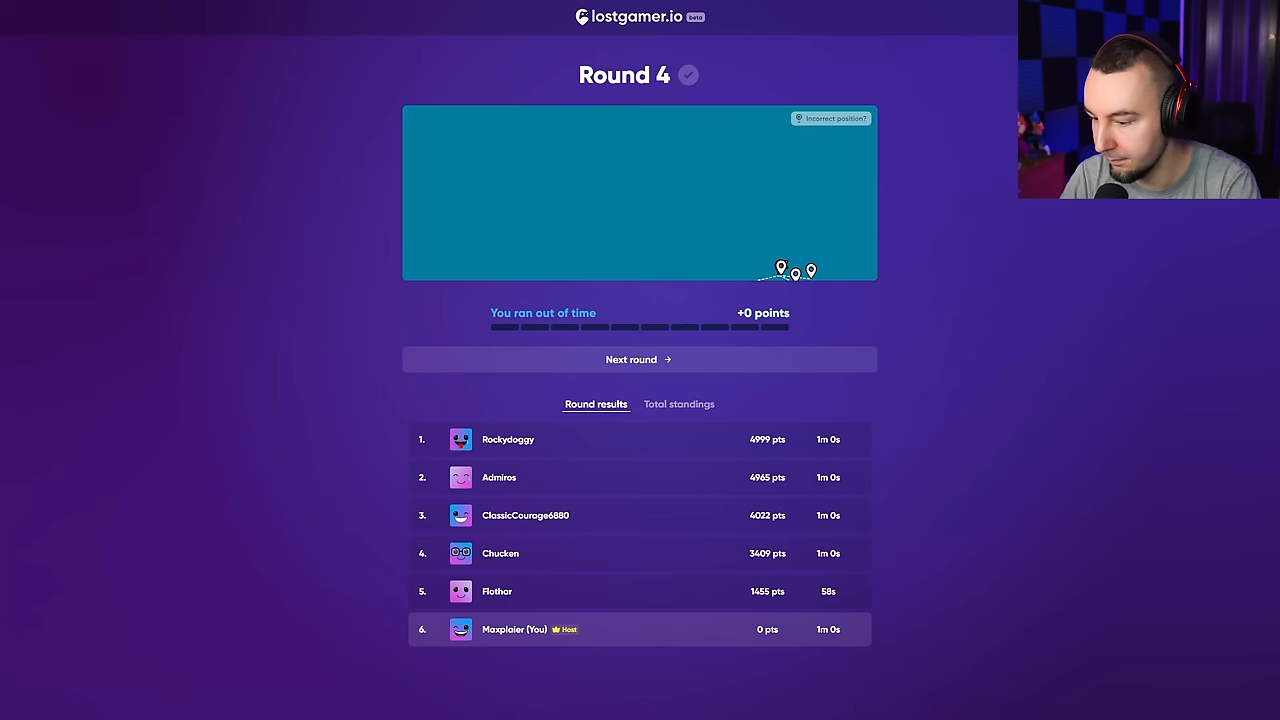 lostgamer.io beta
Round 4
Incorrect position?
You ran out of time +0 points
Next round →
Round results Total standings
1. Rockydoggy 4999 pts 1m 0s
2. Admiros 4965 pts 1m 0s
3. ClassicCourage6880 4022 pts 1m 0s
4. Chucken 3409 pts 1m 0s
5. Flothar 1455 pts 58s
6. Maxplaier (You) Host 0 pts 1m 0s